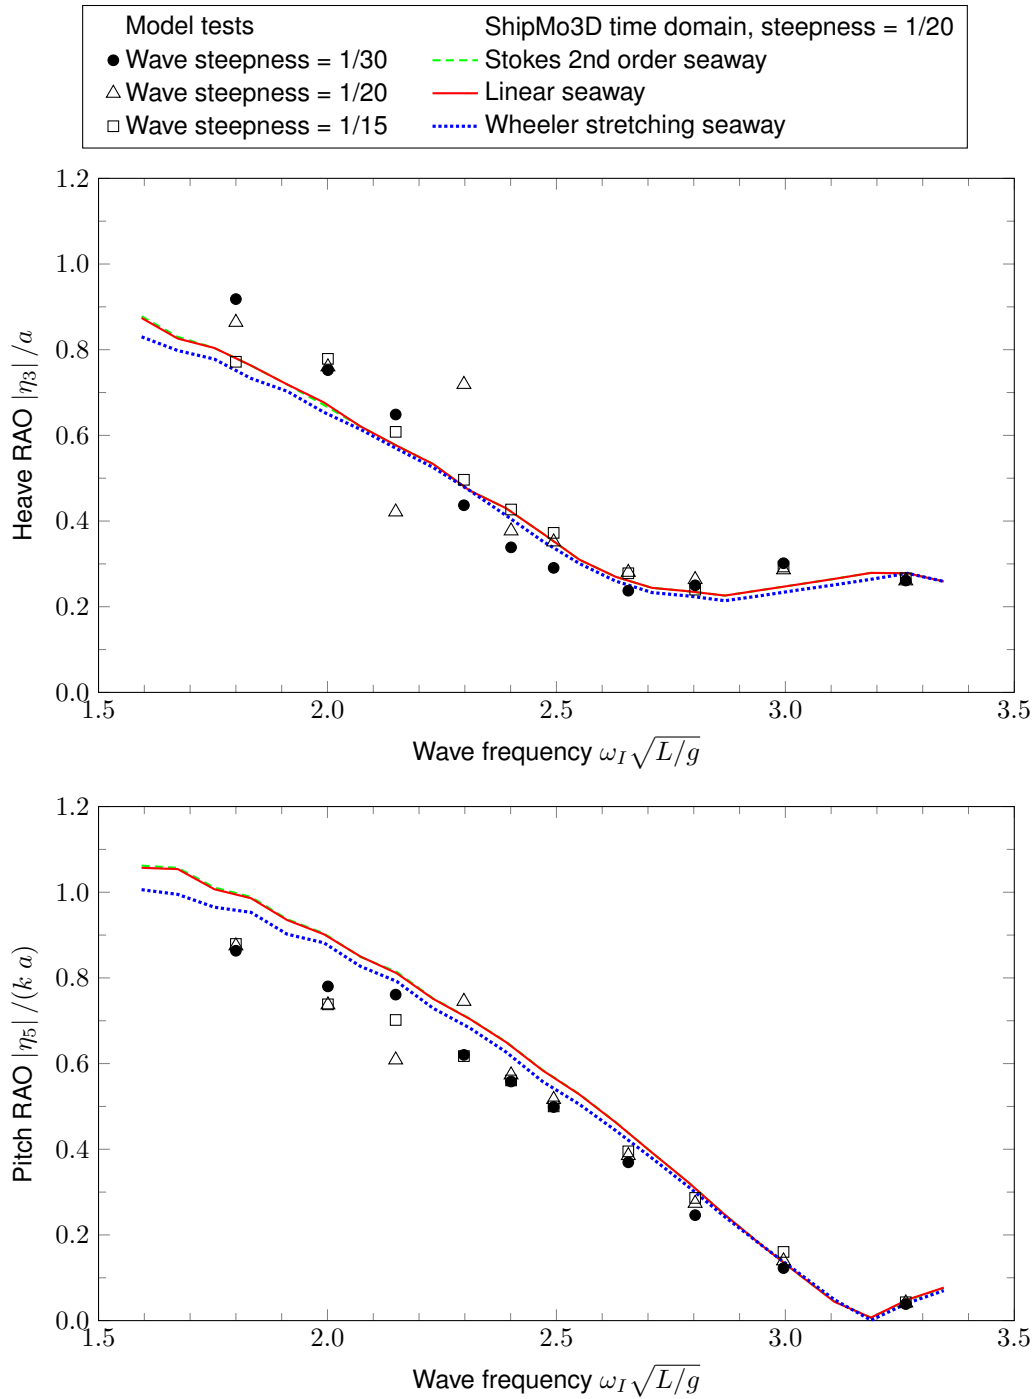 Model tests
ShipMo3D time domain, steepness = 1/20
Wave steepness = 1/30
Stokes 2nd order seaway
Wave steepness = 1/20
Linear seaway
Wave steepness = 1/15
Wheeler stretching seaway
1.2
1.0
0.8
0.6
0.4
0.2
0.0
Heave RAO |η₃|/a
1.5 2.0 2.5 3.0 3.5
Wave frequency ω_I √(L/g)
1.2
1.0
0.8
0.6
0.4
0.2
0.0
Pitch RAO |η₅|/(k a)
1.5 2.0 2.5 3.0 3.5
Wave frequency ω_I √(L/g)